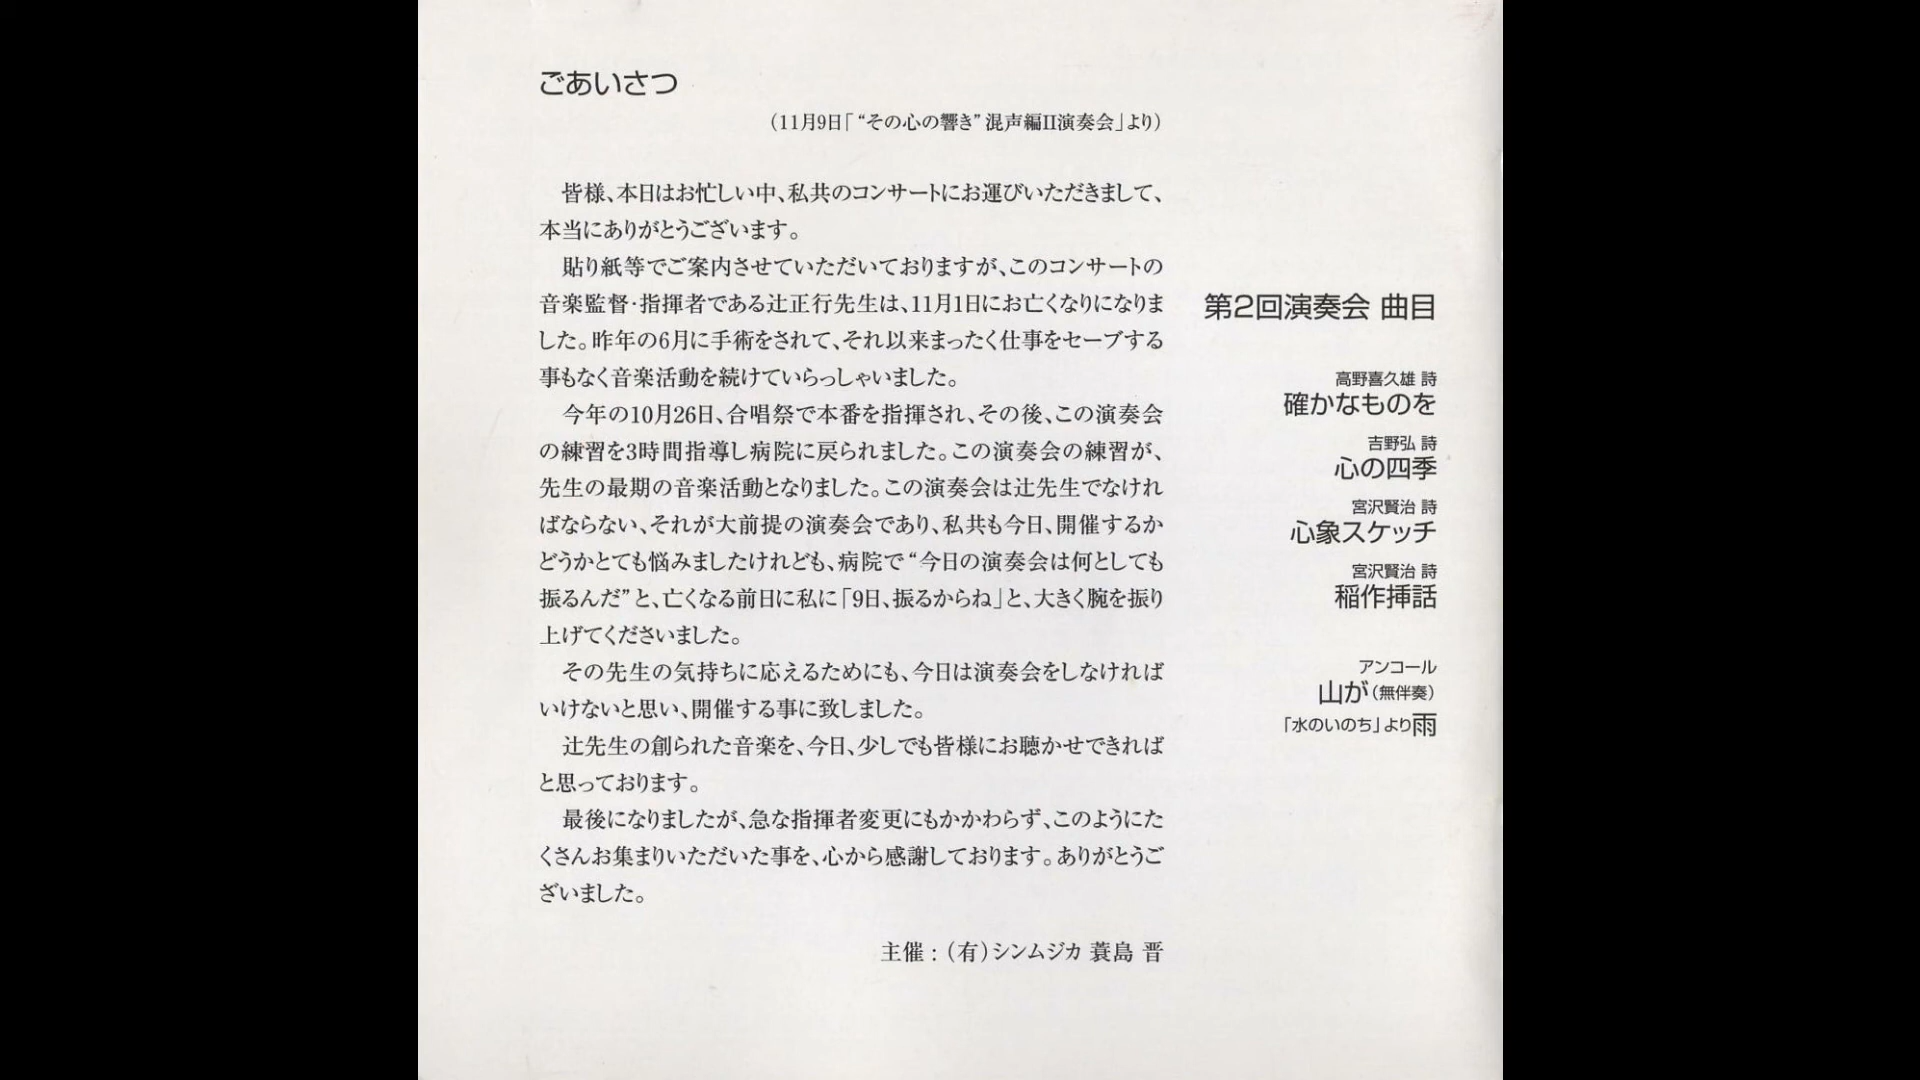 ごあいさつ
（11月9日「“その心の響き”混声編II演奏会」より）
皆様、本日はお忙しい中、私共のコンサートにお運びいただきまして、
本当にありがとうございます。
貼り紙等でご案内させていただいておりますが、このコンサートの
音楽監督・指揮者である辻正行先生は、11月1日にお亡くなりになりま
した。昨年の6月に手術をされて、それ以来まったく仕事をセーブする
事もなく音楽活動を続けていらっしゃいました。
今年の10月26日、合唱祭で本番を指揮され、その後、この演奏会
の練習を3時間指導し病院に戻られました。この演奏会の練習が、
先生の最期の音楽活動となりました。この演奏会は辻先生でなけれ
ばならない、それが大前提の演奏会であり、私共も今日、開催するか
どうかとても悩みましたけれども、病院で“今日の演奏会は何としても
振るんだ”と、亡くなる前日に私に「9日、振るからね」と、大きく腕を振り
上げてくださいました。
その先生の気持ちに応えるためにも、今日は演奏会をしなければ
いけないと思い、開催する事に致しました。
辻先生の創られた音楽を、今日、少しでも皆様にお聴かせできれば
と思っております。
最後になりましたが、急な指揮者変更にもかかわらず、このようにた
くさんお集まりいただいた事を、心から感謝しております。ありがとうご
ざいました。
主催：（有）シンムジカ 蓑島 晋
第2回演奏会 曲目
高野喜久雄 詩
確かなものを
吉野弘 詩
心の四季
宮沢賢治 詩
心象スケッチ
宮沢賢治 詩
稲作挿話
アンコール
山が（無伴奏）
「水のいのち」より雨